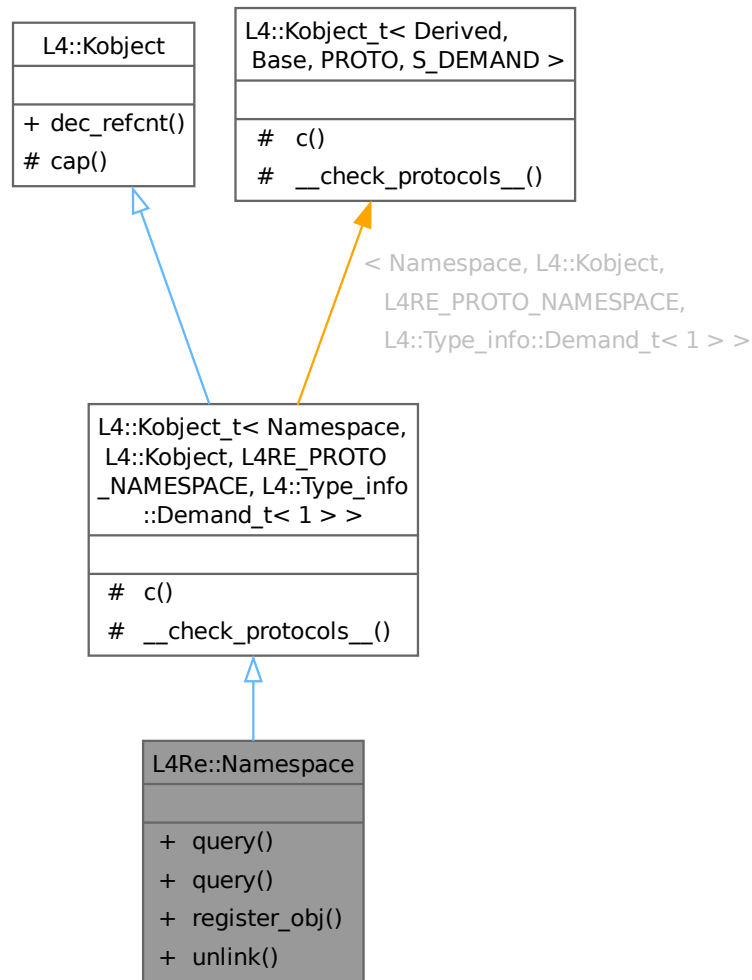 L4::Kobject
+ dec_refcnt()
# cap()
L4::Kobject_t< Derived,
Base, PROTO, S_DEMAND >
# c()
# __check_protocols__()
< Namespace, L4::Kobject,
L4RE_PROTO_NAMESPACE,
L4::Type_info::Demand_t< 1 > >
L4::Kobject_t< Namespace,
L4::Kobject, L4RE_PROTO
_NAMESPACE, L4::Type_info
::Demand_t< 1 > >
# c()
# __check_protocols__()
L4Re::Namespace
+ query()
+ query()
+ register_obj()
+ unlink()